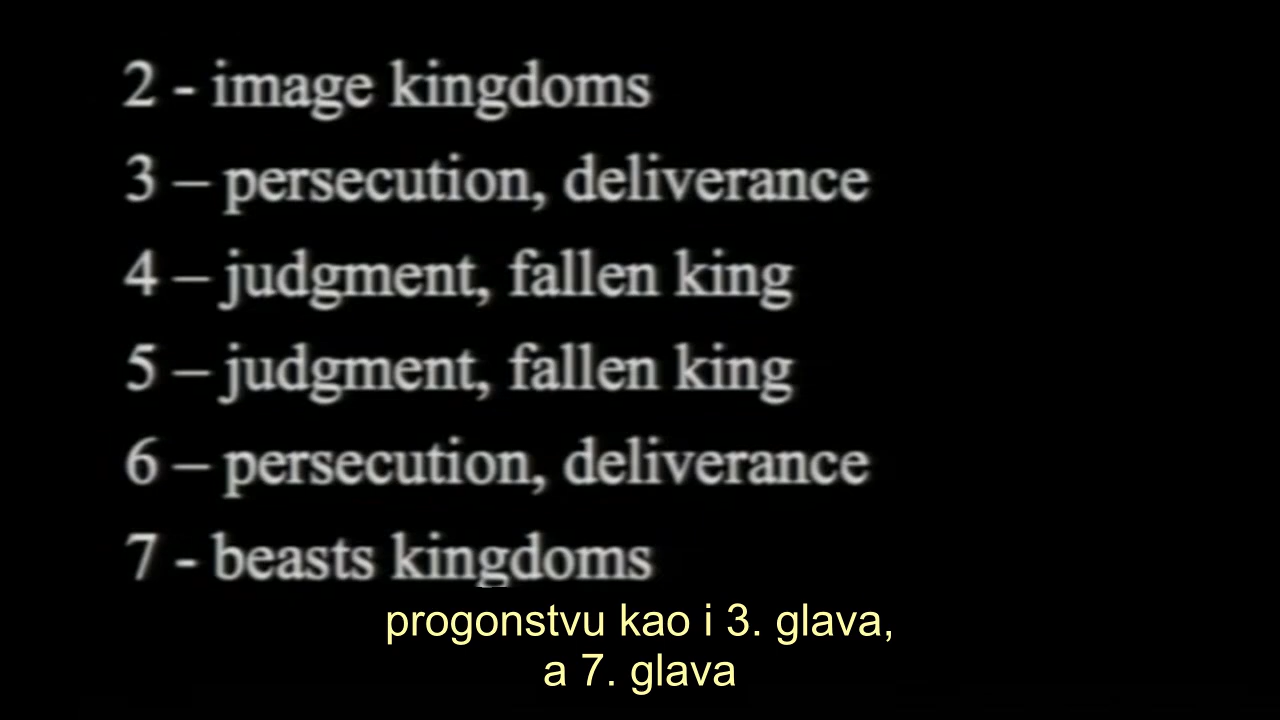 2 - image kingdoms
3 – persecution, deliverance
4 – judgment, fallen king
5 – judgment, fallen king
6 – persecution, deliverance
7 - beasts kingdoms
progonstvu kao i 3. glava,
a 7. glava